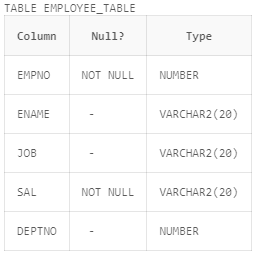 TABLE EMPLOYEE_TABLE
Column Null? Type
EMPNO NOT NULL NUMBER
ENAME - VARCHAR2(20)
JOB - VARCHAR2(20)
SAL NOT NULL VARCHAR2(20)
DEPTNO - NUMBER